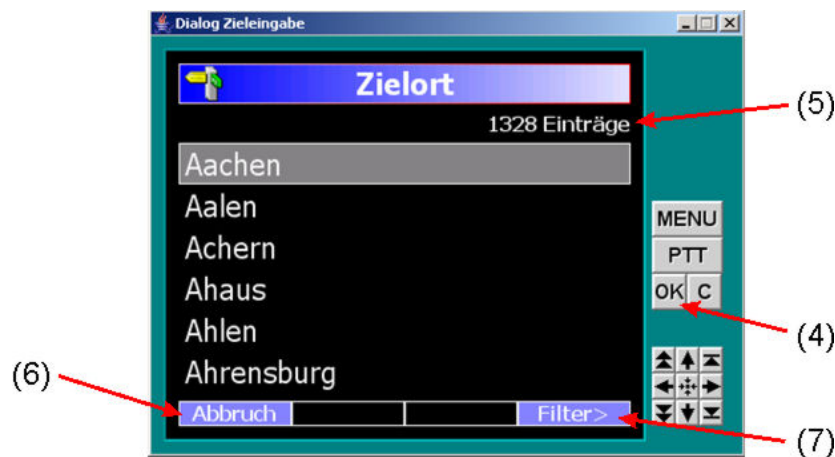 Dialog Zieleingabe
Zielort
1328 Einträge
(5)
Aachen
Aalen
Achern
Ahaus
Ahlen
Ahrensburg
MENU
PTT
OK C
(4)
(6)
Abbruch Filter>
(7)